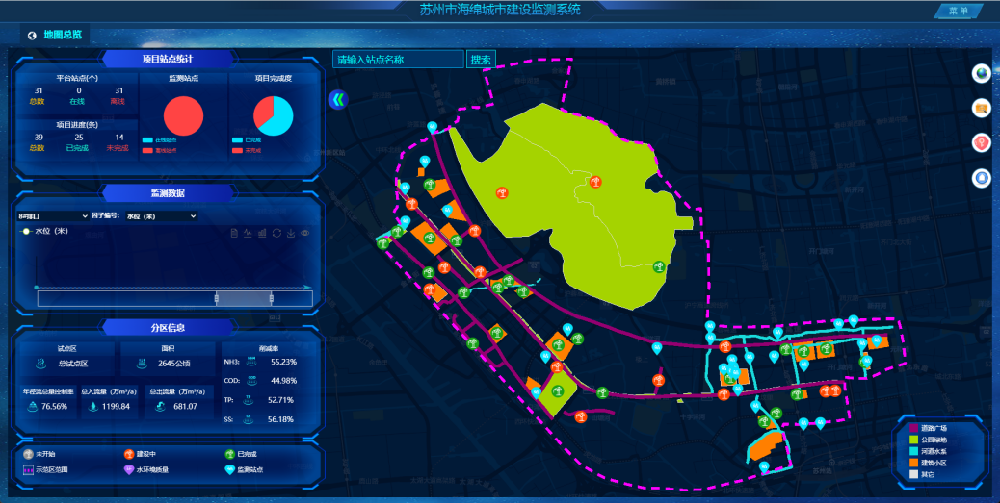 苏州市海绵城市建设监测系统
菜单
地图总览
项目站点统计
平台站点(个)
31 0 31
总数 在线 离线
项目进度(条)
39 25 14
总数 已完成 未完成
监测站点
在线站点
离线站点
项目完成度
已完成
未完成
请输入站点名称 搜索
监测数据
8#排口 因子编号: 水位（米）
水位（米）
分区信息
试点区
总试点区
面积
2645公顷
削减率
NH3: 55.23%
COD: 44.98%
TP: 52.71%
SS: 56.18%
年径流总量控制率
76.56%
总入流量（万m³/a）
1199.84
总出流量（万m³/a）
681.07
未开始 建设中 已完成
示范区范围 水环境质量 监测站点
道路广场
公园绿地
河道水系
建筑小区
其它
苏州站